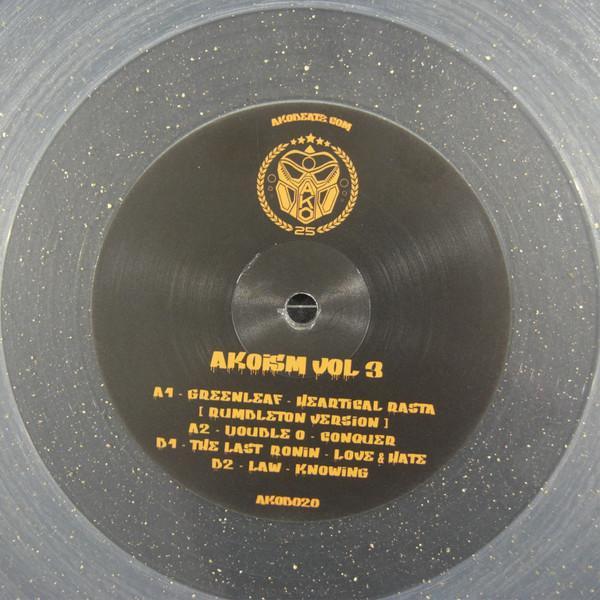 AKOBEATZ.COM
AKO
25
AKOISM VOL 3
A1 - GREENLEAF - HEARTICAL RASTA
[ RUMBLETON VERSION ]
A2 - DOUBLE O - CONQUER
B1 - THE LAST RONIN - LOVE & HATE
B2 - LAW - KNOWING
AKOB020